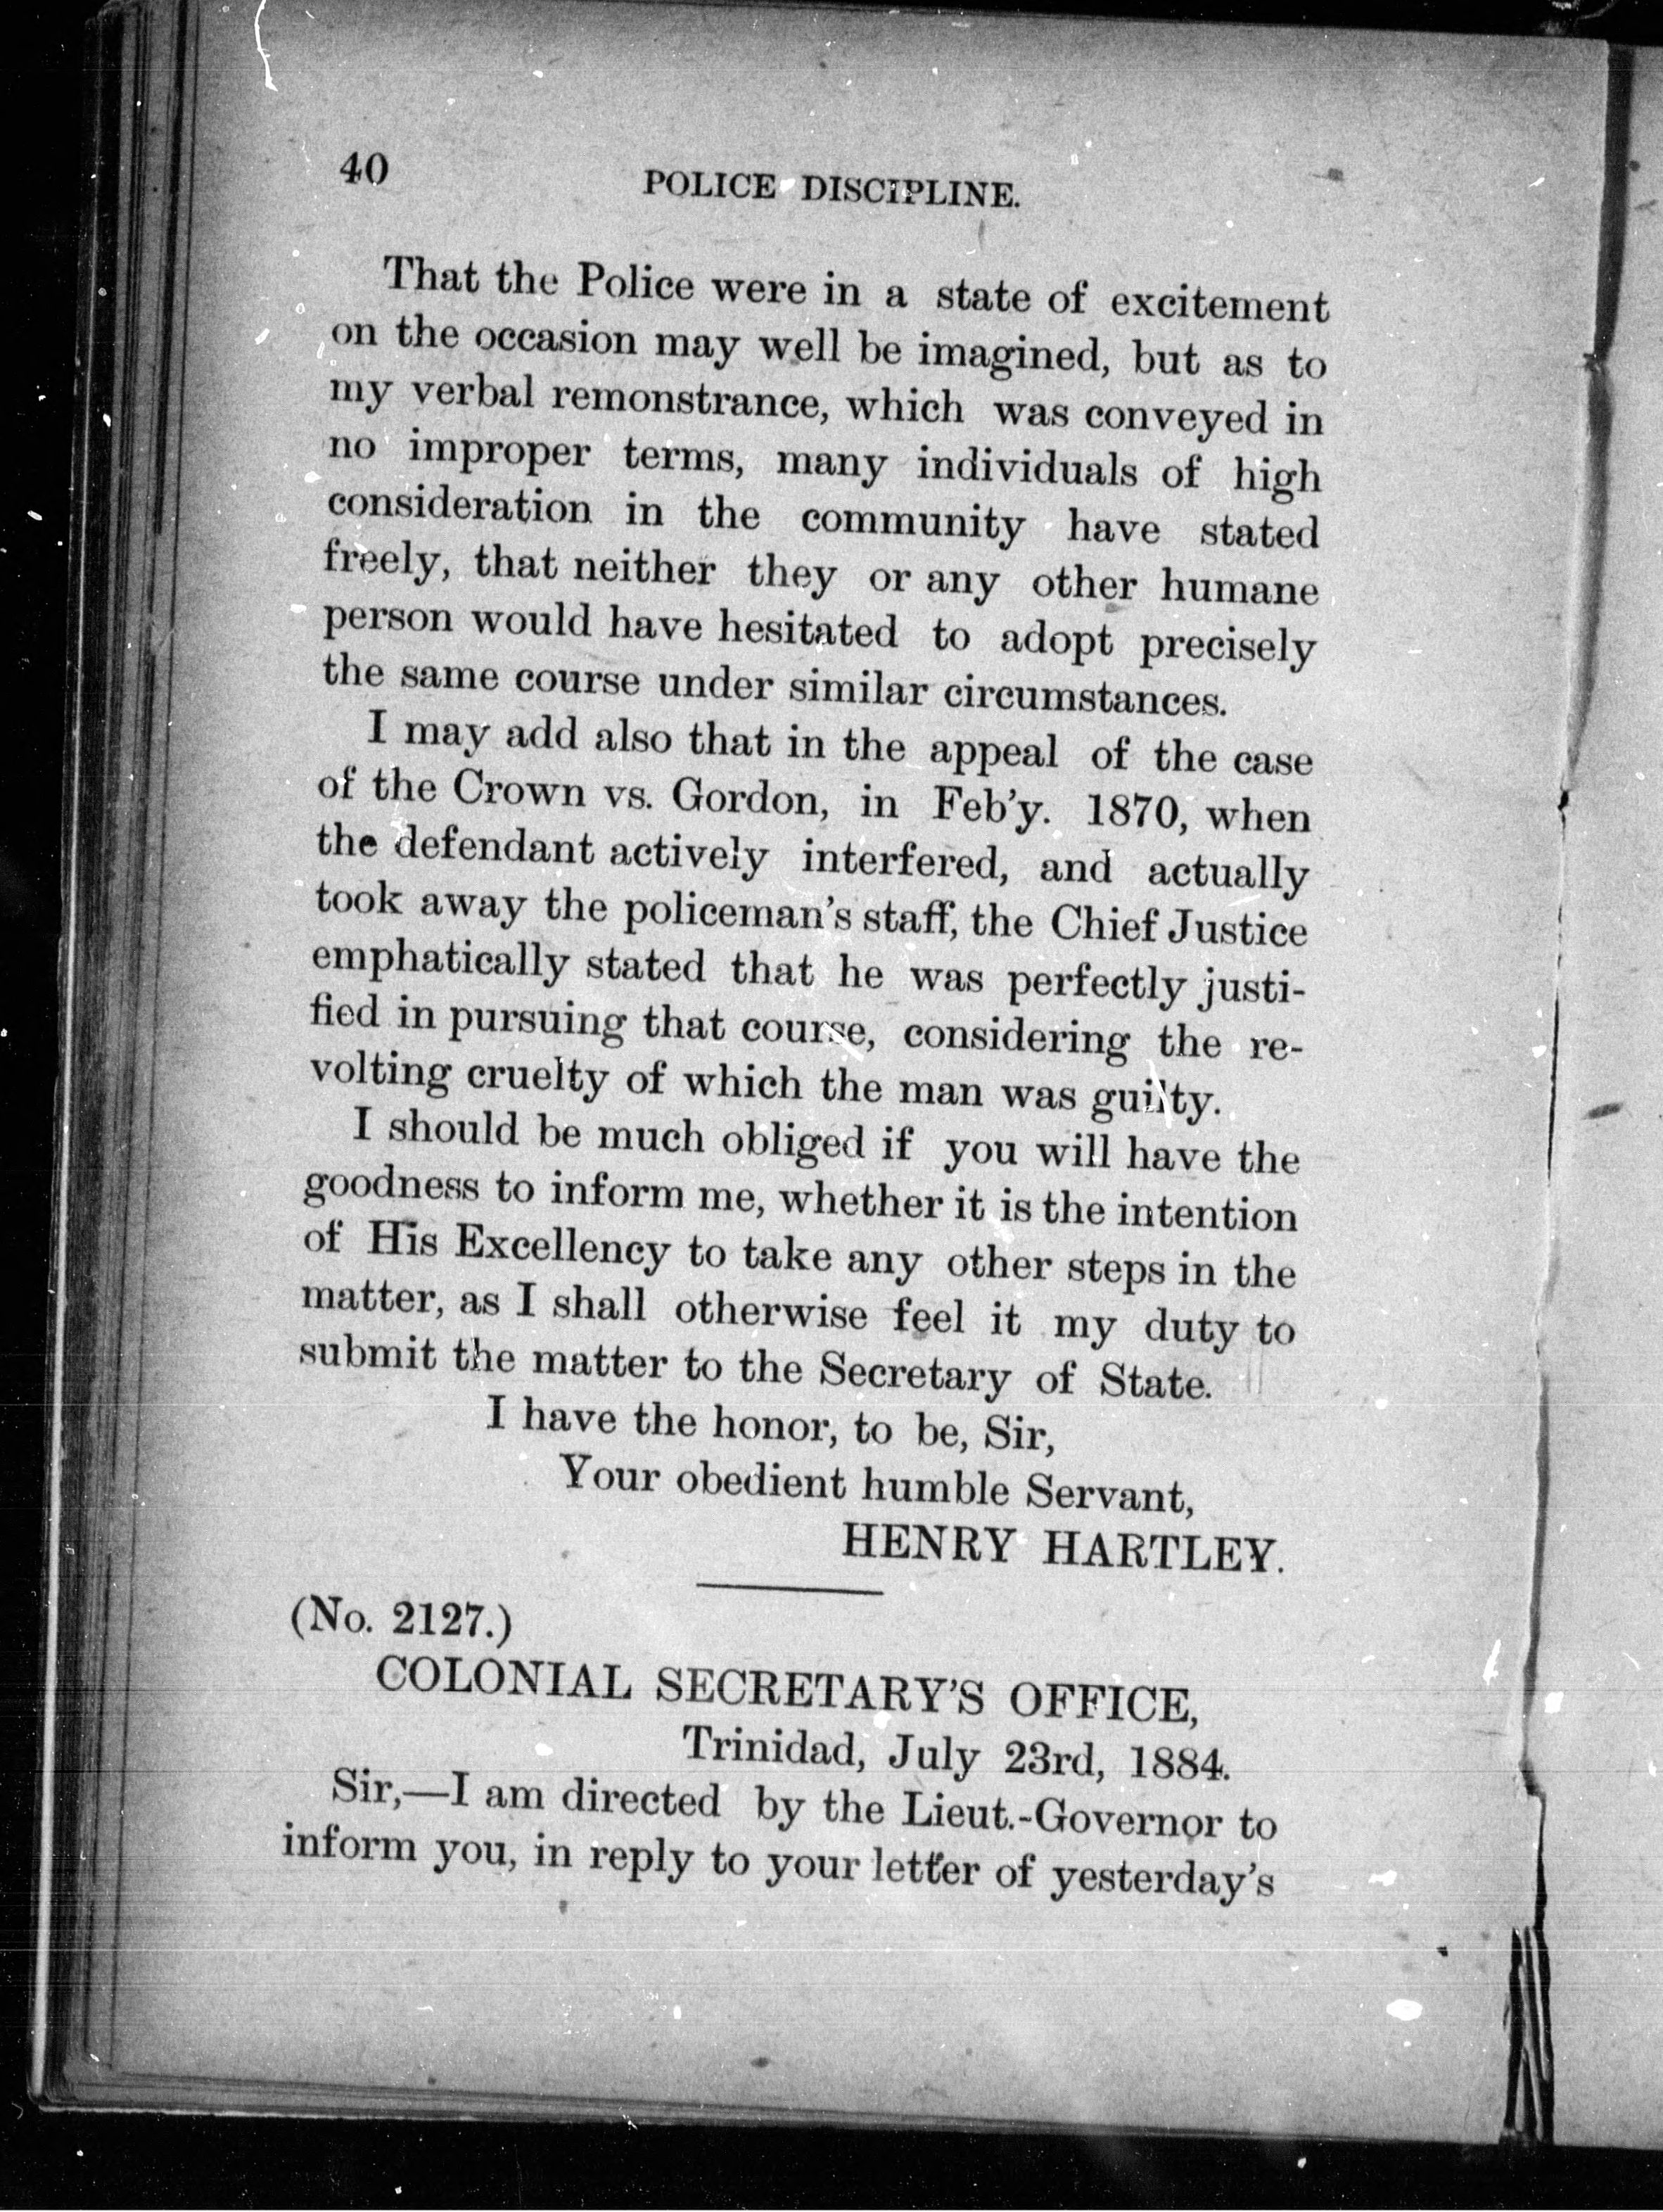 40
POLICE DISCIPLINE.
That the Police were in a state of excitement
on the occasion may well be imagined, but as to
my verbal remonstrance, which was conveyed in
no improper terms, many individuals of high
consideration in the community have stated
freely, that neither they or any other humane
person would have hesitated to adopt precisely
the same course under similar circumstances.
I may add also that in the appeal of the case
of the Crown vs. Gordon, in Feb'y. 1870, when
the defendant actively interfered, and actually
took away the policeman's staff, the Chief Justice
emphatically stated that he was perfectly justi-
fied in pursuing that course, considering the re-
volting cruelty of which the man was guilty.
I should be much obliged if you will have the
goodness to inform me, whether it is the intention
of His Excellency to take any other steps in the
matter, as I shall otherwise feel it my duty to
submit the matter to the Secretary of State.
I have the honor, to be, Sir,
Your obedient humble Servant,
HENRY HARTLEY.
(No. 2127.)
COLONIAL SECRETARY'S OFFICE,
Trinidad, July 23rd, 1884.
Sir,—I am directed by the Lieut.-Governor to
inform you, in reply to your letter of yesterday's